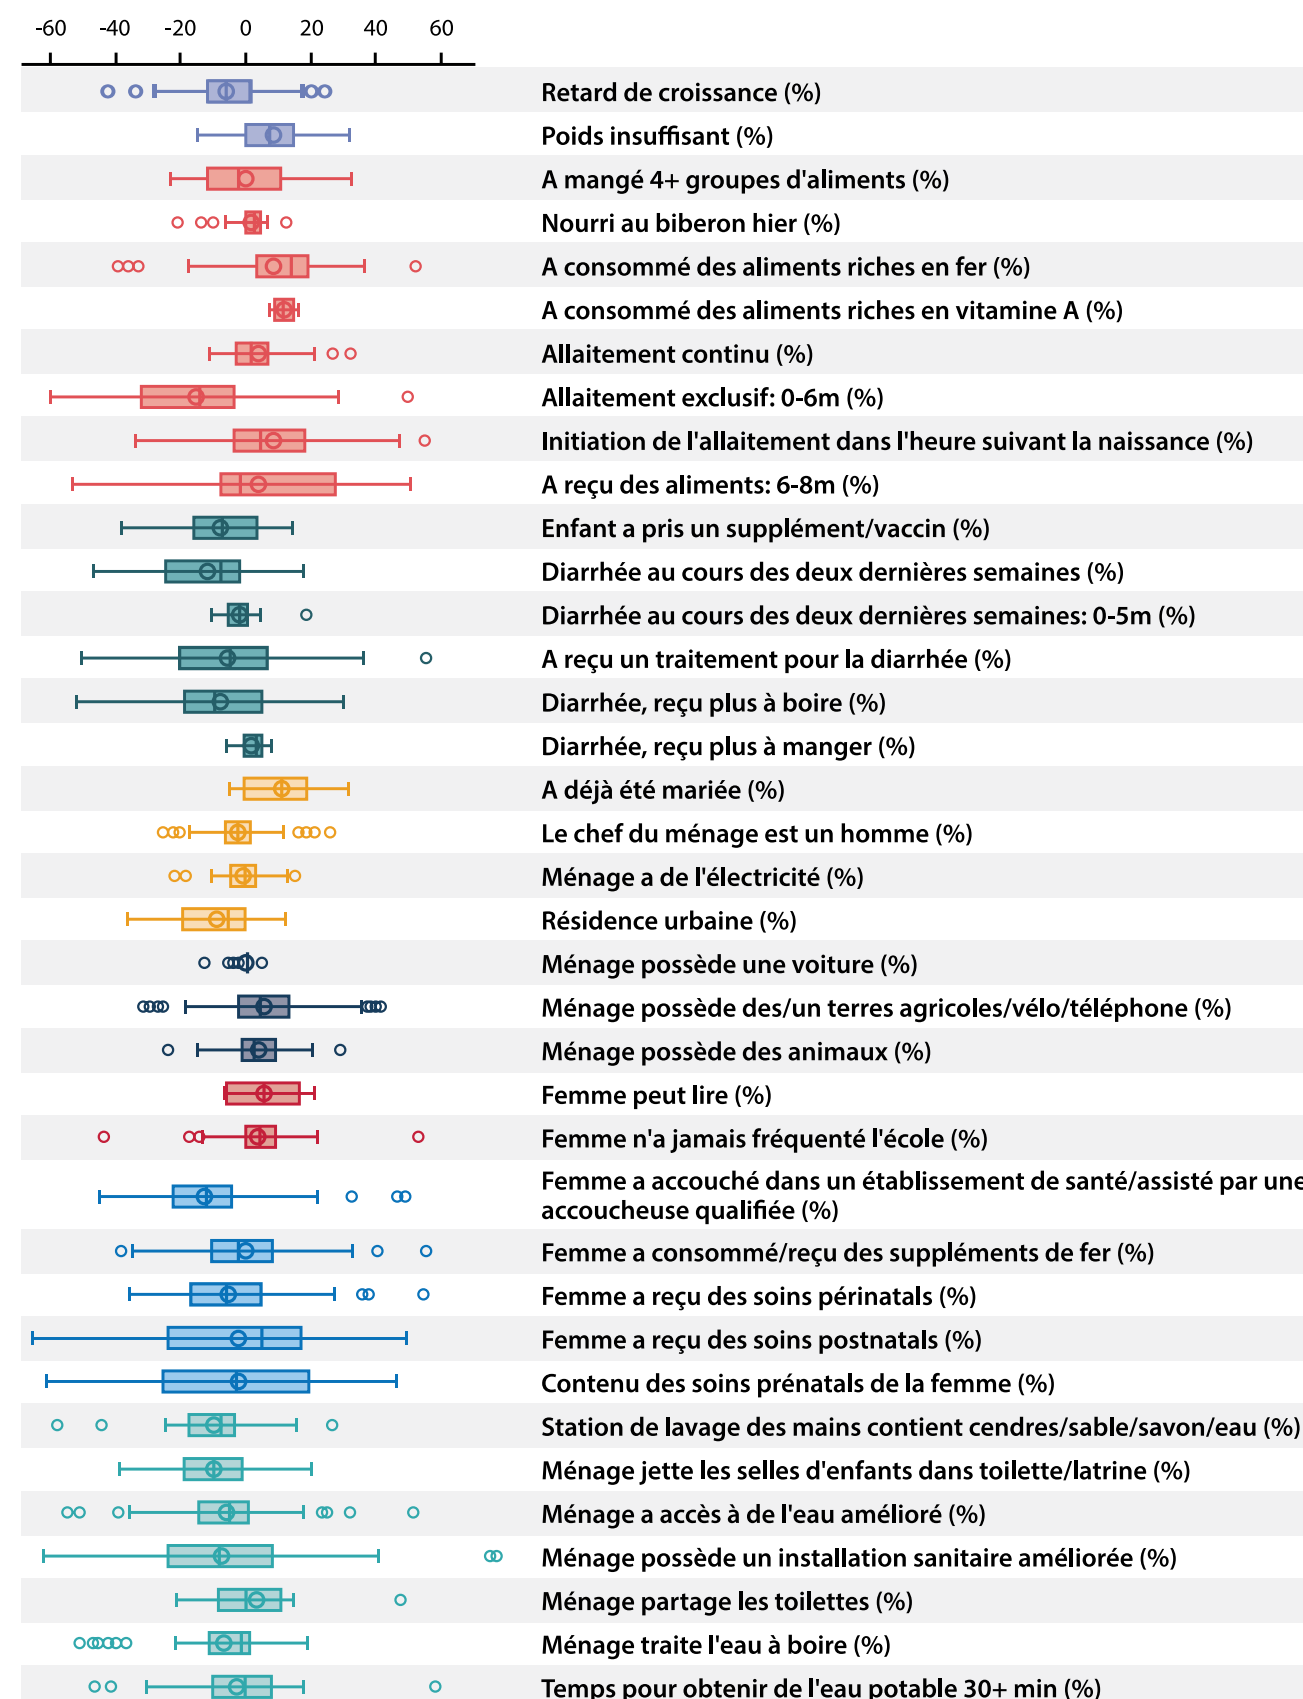 -60 -40 -20 0 20 40 60
Retard de croissance (%)
Poids insuffisant (%)
A mangé 4+ groupes d'aliments (%)
Nourri au biberon hier (%)
A consommé des aliments riches en fer (%)
A consommé des aliments riches en vitamine A (%)
Allaitement continu (%)
Allaitement exclusif: 0-6m (%)
Initiation de l'allaitement dans l'heure suivant la naissance (%)
A reçu des aliments: 6-8m (%)
Enfant a pris un supplément/vaccin (%)
Diarrhée au cours des deux dernières semaines (%)
Diarrhée au cours des deux dernières semaines: 0-5m (%)
A reçu un traitement pour la diarrhée (%)
Diarrhée, reçu plus à boire (%)
Diarrhée, reçu plus à manger (%)
A déjà été mariée (%)
Le chef du ménage est un homme (%)
Ménage a de l'électricité (%)
Résidence urbaine (%)
Ménage possède une voiture (%)
Ménage possède des/un terres agricoles/vélo/téléphone (%)
Ménage possède des animaux (%)
Femme peut lire (%)
Femme n'a jamais fréquenté l'école (%)
Femme a accouché dans un établissement de santé/assisté par une
accoucheuse qualifiée (%)
Femme a consommé/reçu des suppléments de fer (%)
Femme a reçu des soins périnatals (%)
Femme a reçu des soins postnatals (%)
Contenu des soins prénatals de la femme (%)
Station de lavage des mains contient cendres/sable/savon/eau (%)
Ménage jette les selles d'enfants dans toilette/latrine (%)
Ménage a accès à de l'eau amélioré (%)
Ménage possède un installation sanitaire améliorée (%)
Ménage partage les toilettes (%)
Ménage traite l'eau à boire (%)
Temps pour obtenir de l'eau potable 30+ min (%)